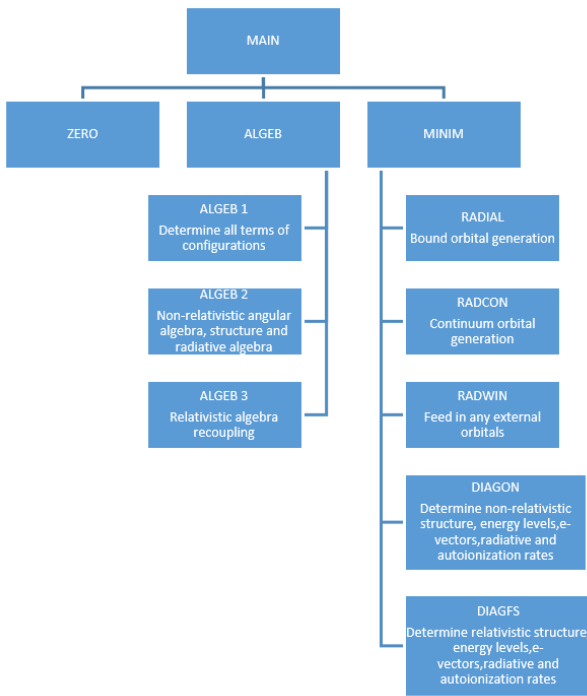 MAIN
ZERO
ALGEB
MINIM
ALGEB 1
Determine all terms of
configurations
ALGEB 2
Non-relativistic angular
algebra, structure and
radiative algebra
ALGEB 3
Relativistic algebra
recoupling
RADIAL
Bound orbital generation
RADCON
Continuum orbital
generation
RADWIN
Feed in any external
orbitals
DIAGON
Determine non-relativistic
structure, energy levels,e-
vectors,radiative and
autoionization rates
DIAGFS
Determine relativistic structure
energy levels,e-
vectors,radiative and
autoionization rates